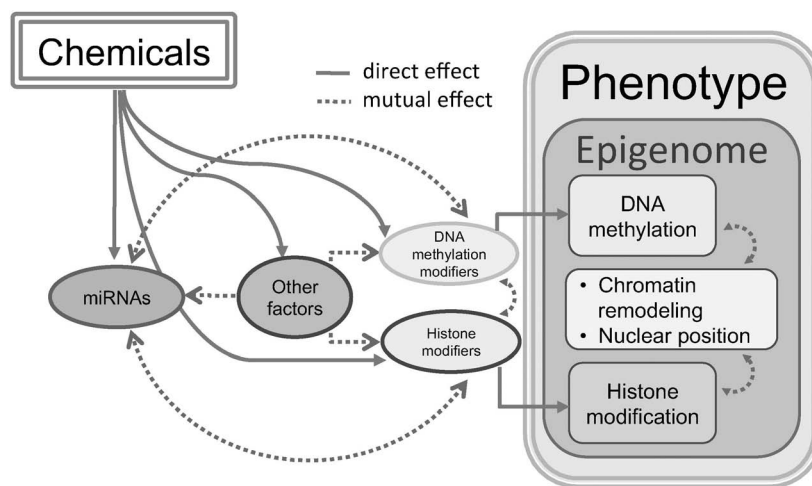 Chemicals
direct effect
mutual effect
Phenotype
Epigenome
DNA
methylation
DNA
methylation
modifiers
miRNAs
Other
factors
• Chromatin
remodeling
• Nuclear position
Histone
modifiers
Histone
modification